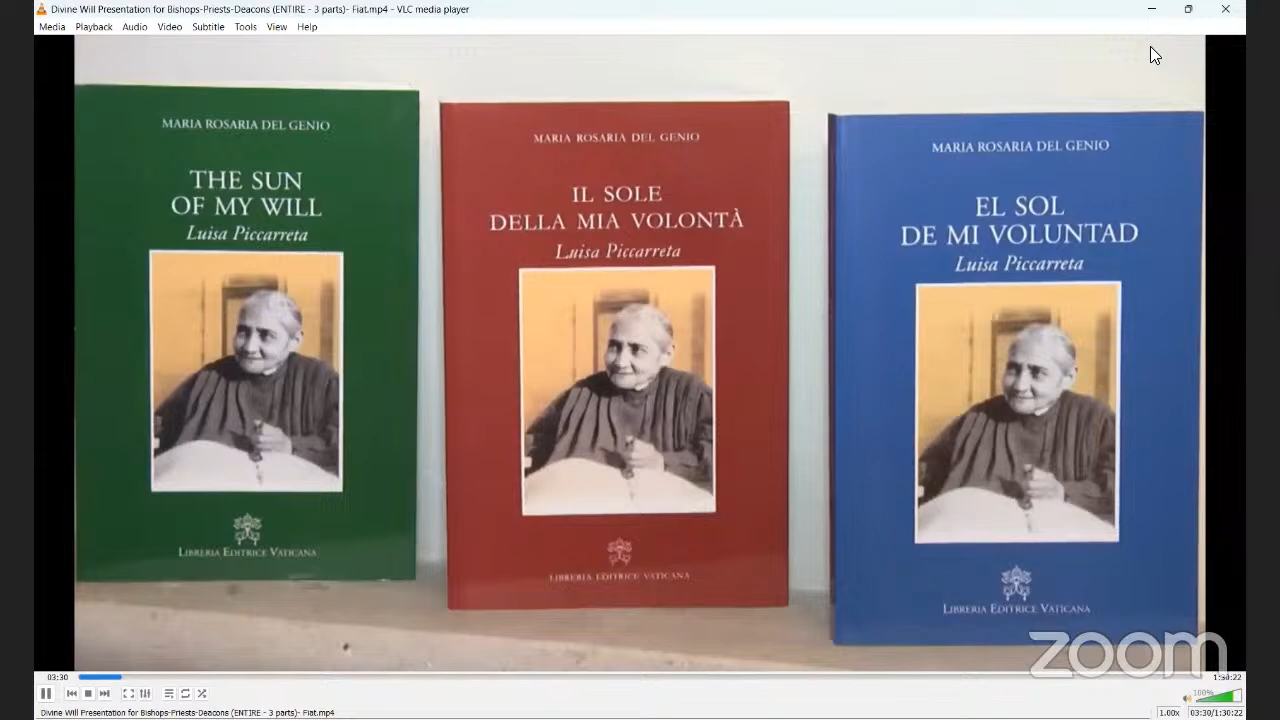 Divine Will Presentation for Bishops-Priests-Deacons (ENTIRE - 3 parts)- Fiat.mp4 - VLC media player
Media Playback Audio Video Subtitle Tools View Help
MARIA ROSARIA DEL GENIO
THE SUN
OF MY WILL
Luisa Piccarreta
LIBRERIA EDITRICE VATICANA
MARIA ROSARIA DEL GENIO
IL SOLE
DELLA MIA VOLONTÀ
Luisa Piccarreta
LIBRERIA EDITRICE VATICANA
MARIA ROSARIA DEL GENIO
EL SOL
DE MI VOLUNTAD
Luisa Piccarreta
LIBRERIA EDITRICE VATICANA
zoom
03:30
1:30:22
100%
Divine Will Presentation for Bishops-Priests-Deacons (ENTIRE - 3 parts)- Fiat.mp4
1.00x
03:30/1:30:22